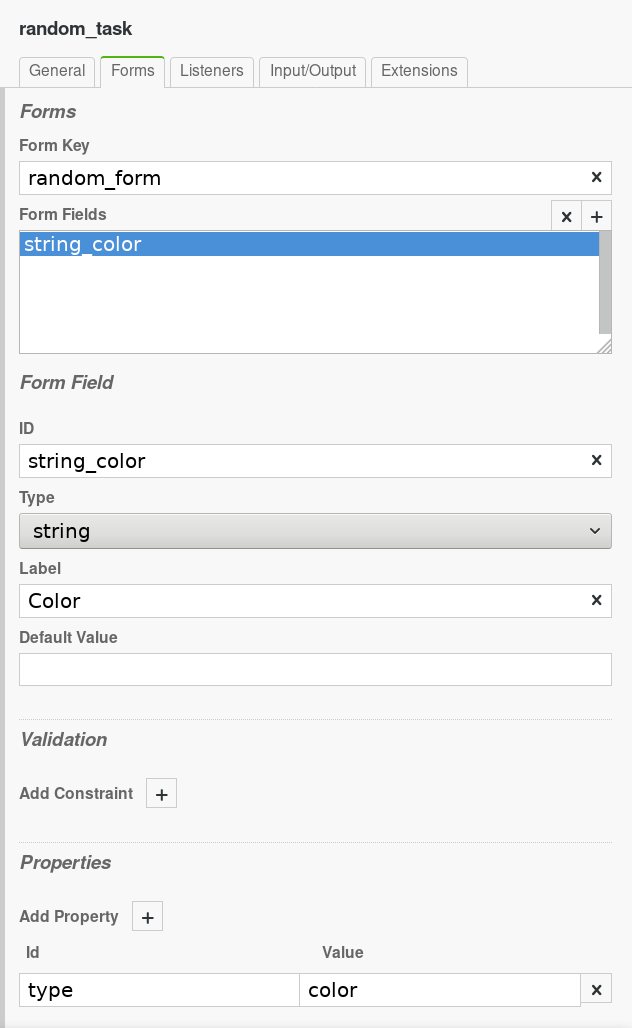 random_task
General Forms Listeners Input/Output Extensions
Forms
Form Key
random_form
Form Fields
string_color
Form Field
ID
string_color
Type
string
Label
Color
Default Value
Validation
Add Constraint +
Properties
Add Property +
Id Value
type color